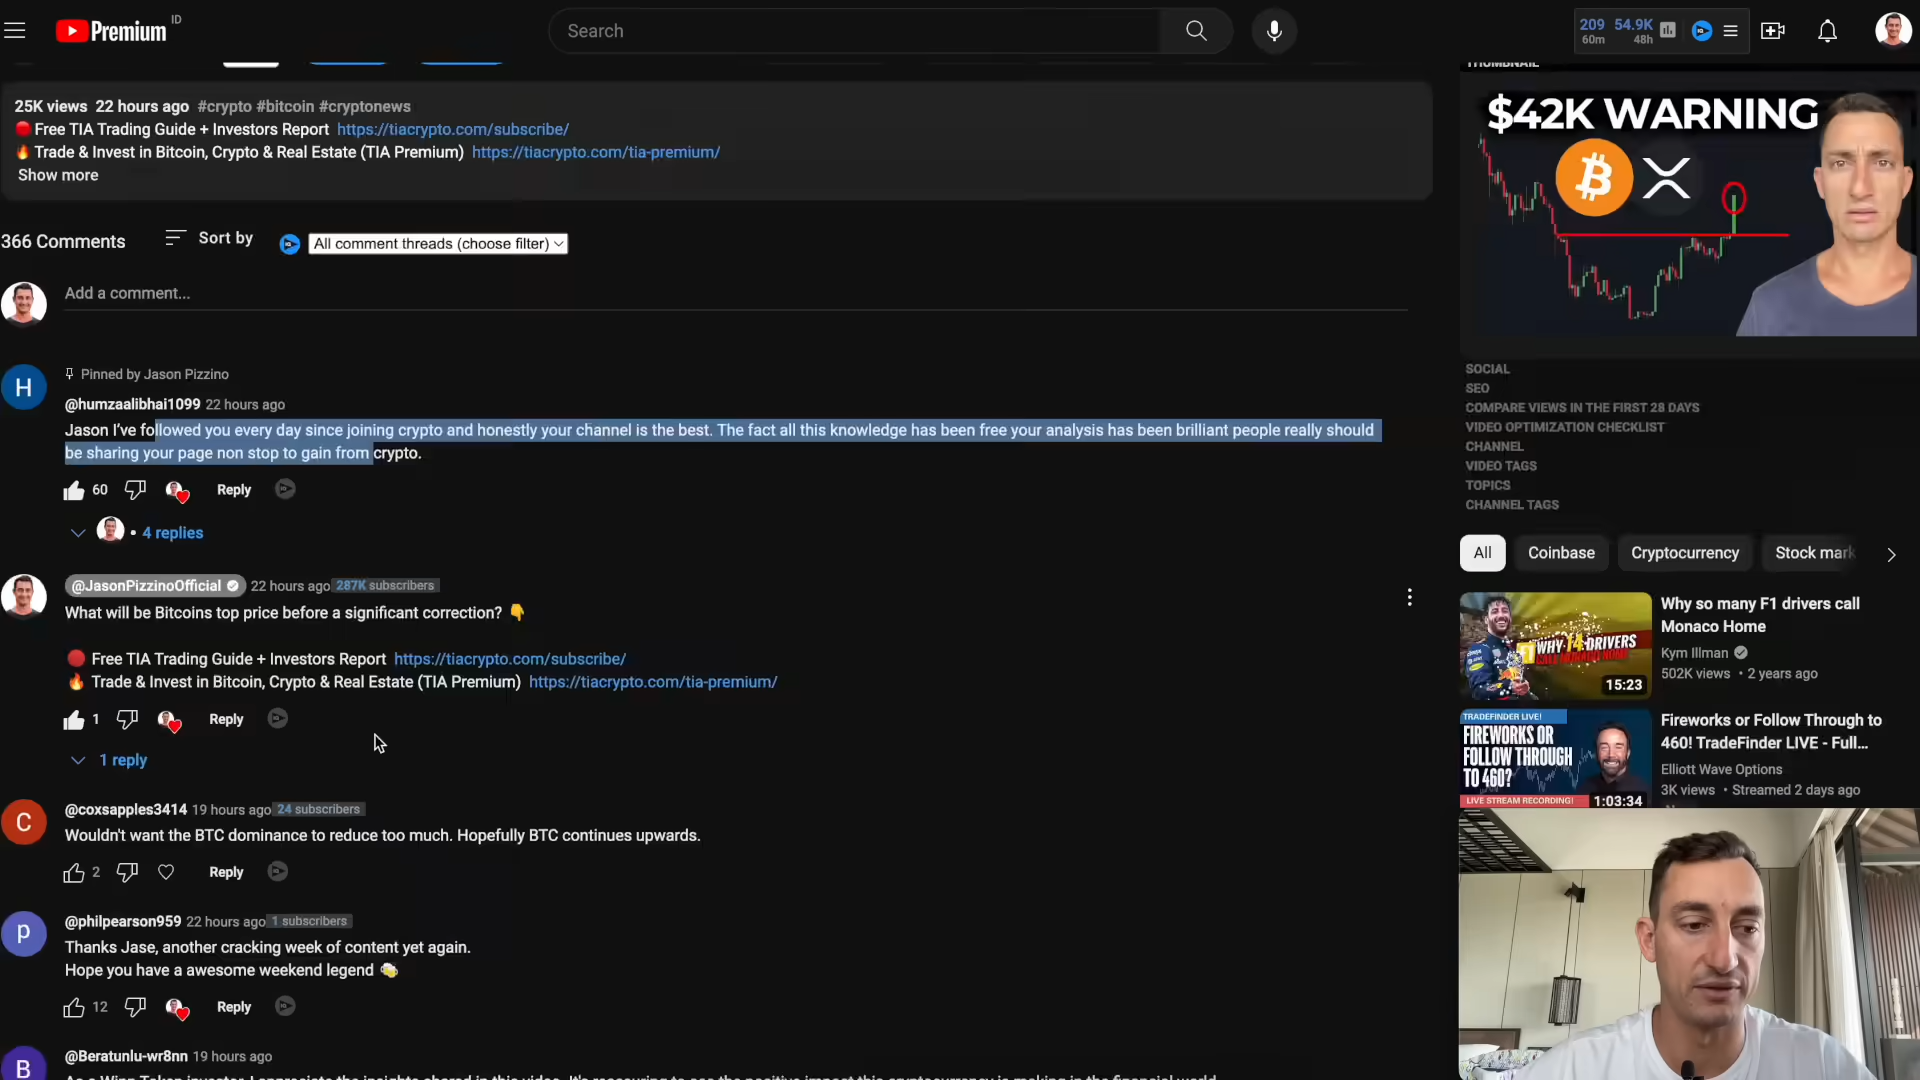 Premium ID
Search
209 54.9K
60m 48h
THUMBNAIL
25K views 22 hours ago #crypto #bitcoin #cryptonews
Free TIA Trading Guide + Investors Report https://tiacrypto.com/subscribe/
Trade & Invest in Bitcoin, Crypto & Real Estate (TIA Premium) https://tiacrypto.com/tia-premium/
Show more
366 Comments
Sort by
All comment threads (choose filter)
Add a comment...
H
Pinned by Jason Pizzino
@humzaalibhai1099 22 hours ago
Jason I've followed you every day since joining crypto and honestly your channel is the best. The fact all this knowledge has been free your analysis has been brilliant people really should
be sharing your page non stop to gain from crypto.
60 Reply
• 4 replies
@JasonPizzinoOfficial 22 hours ago 287K subscribers
What will be Bitcoins top price before a significant correction? 👇
Free TIA Trading Guide + Investors Report https://tiacrypto.com/subscribe/
🔥 Trade & Invest in Bitcoin, Crypto & Real Estate (TIA Premium) https://tiacrypto.com/tia-premium/
1 Reply
1 reply
C
@coxsapples3414 19 hours ago 24 subscribers
Wouldn't want the BTC dominance to reduce too much. Hopefully BTC continues upwards.
2 Reply
p
@philpearson959 22 hours ago 1 subscribers
Thanks Jase, another cracking week of content yet again.
Hope you have a awesome weekend legend 🍻
12 Reply
B
@Beratunlu-wr8nn 19 hours ago
$42K WARNING
SOCIAL
SEO
COMPARE VIEWS IN THE FIRST 28 DAYS
VIDEO OPTIMIZATION CHECKLIST
CHANNEL
VIDEO TAGS
TOPICS
CHANNEL TAGS
All Coinbase Cryptocurrency Stock mark
WHY 14 DRIVERS
15:23
Why so many F1 drivers call
Monaco Home
Kym Illman
502K views • 2 years ago
TRADEFINDER LIVE!
FIREWORKS OR
FOLLOW THROUGH
TO 460?
LIVE STREAM RECORDING!
1:03:34
Fireworks or Follow Through to
460! TradeFinder LIVE - Full...
Elliott Wave Options
3K views • Streamed 2 days ago